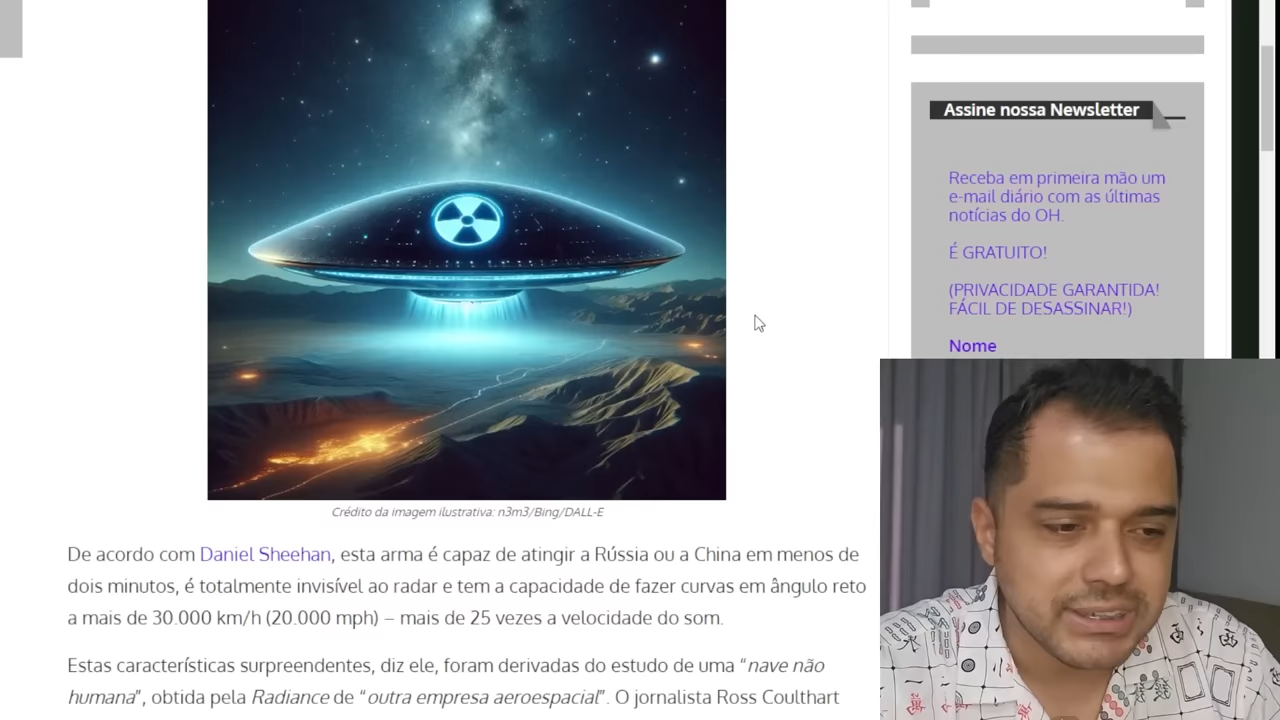 Assine nossa Newsletter
Receba em primeira mão um
e-mail diário com as últimas
notícias do OH.
É GRATUITO!
(PRIVACIDADE GARANTIDA!
FÁCIL DE DESASSINAR!)
Nome
Crédito da imagem ilustrativa: n3m3/Bing/DALL-E
De acordo com Daniel Sheehan, esta arma é capaz de atingir a Rússia ou a China em menos de
dois minutos, é totalmente invisível ao radar e tem a capacidade de fazer curvas em ângulo reto
a mais de 30.000 km/h (20.000 mph) – mais de 25 vezes a velocidade do som.
Estas características surpreendentes, diz ele, foram derivadas do estudo de uma “nave não
humana”, obtida pela Radiance de “outra empresa aeroespacial”. O jornalista Ross Coulthart